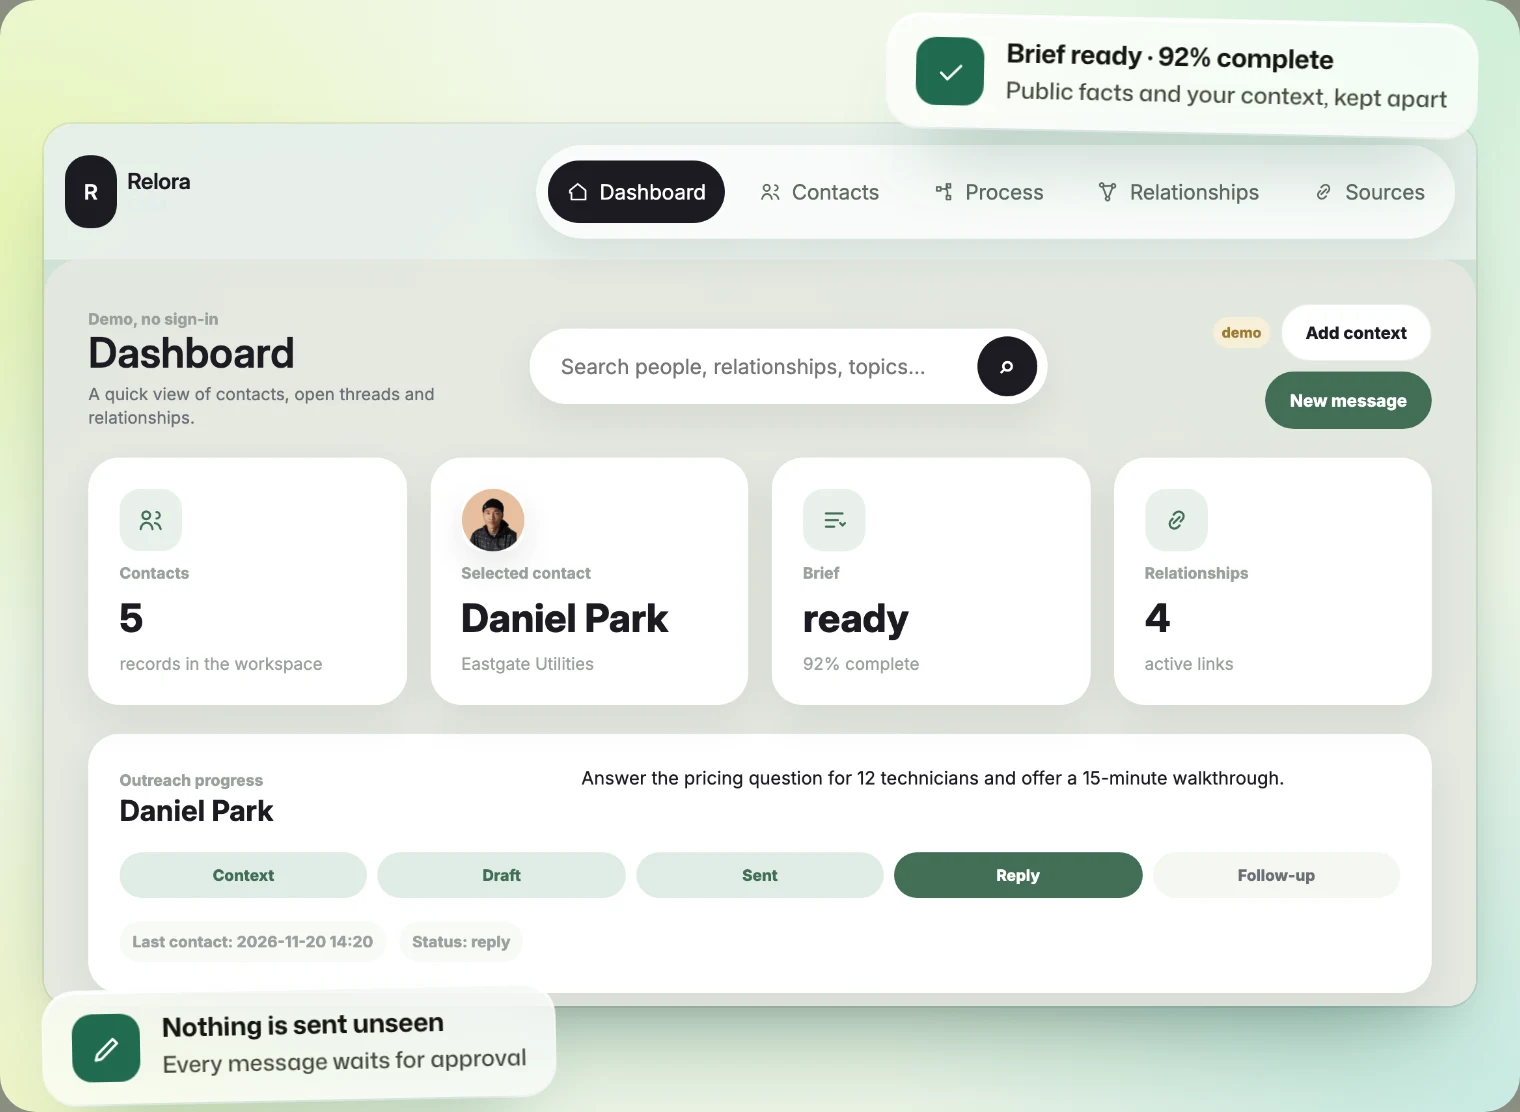 Brief ready · 92% complete
Public facts and your context, kept apart
R
Relora
Dashboard
Contacts
Process
Relationships
Sources
Demo, no sign-in
Dashboard
A quick view of contacts, open threads and
relationships.
Search people, relationships, topics...
demo
Add context
New message
Contacts
5
records in the workspace
Selected contact
Daniel Park
Eastgate Utilities
Brief
ready
92% complete
Relationships
4
active links
Outreach progress
Daniel Park
Answer the pricing question for 12 technicians and offer a 15-minute walkthrough.
Context
Draft
Sent
Reply
Follow-up
Last contact: 2026-11-20 14:20
Status: reply
Nothing is sent unseen
Every message waits for approval